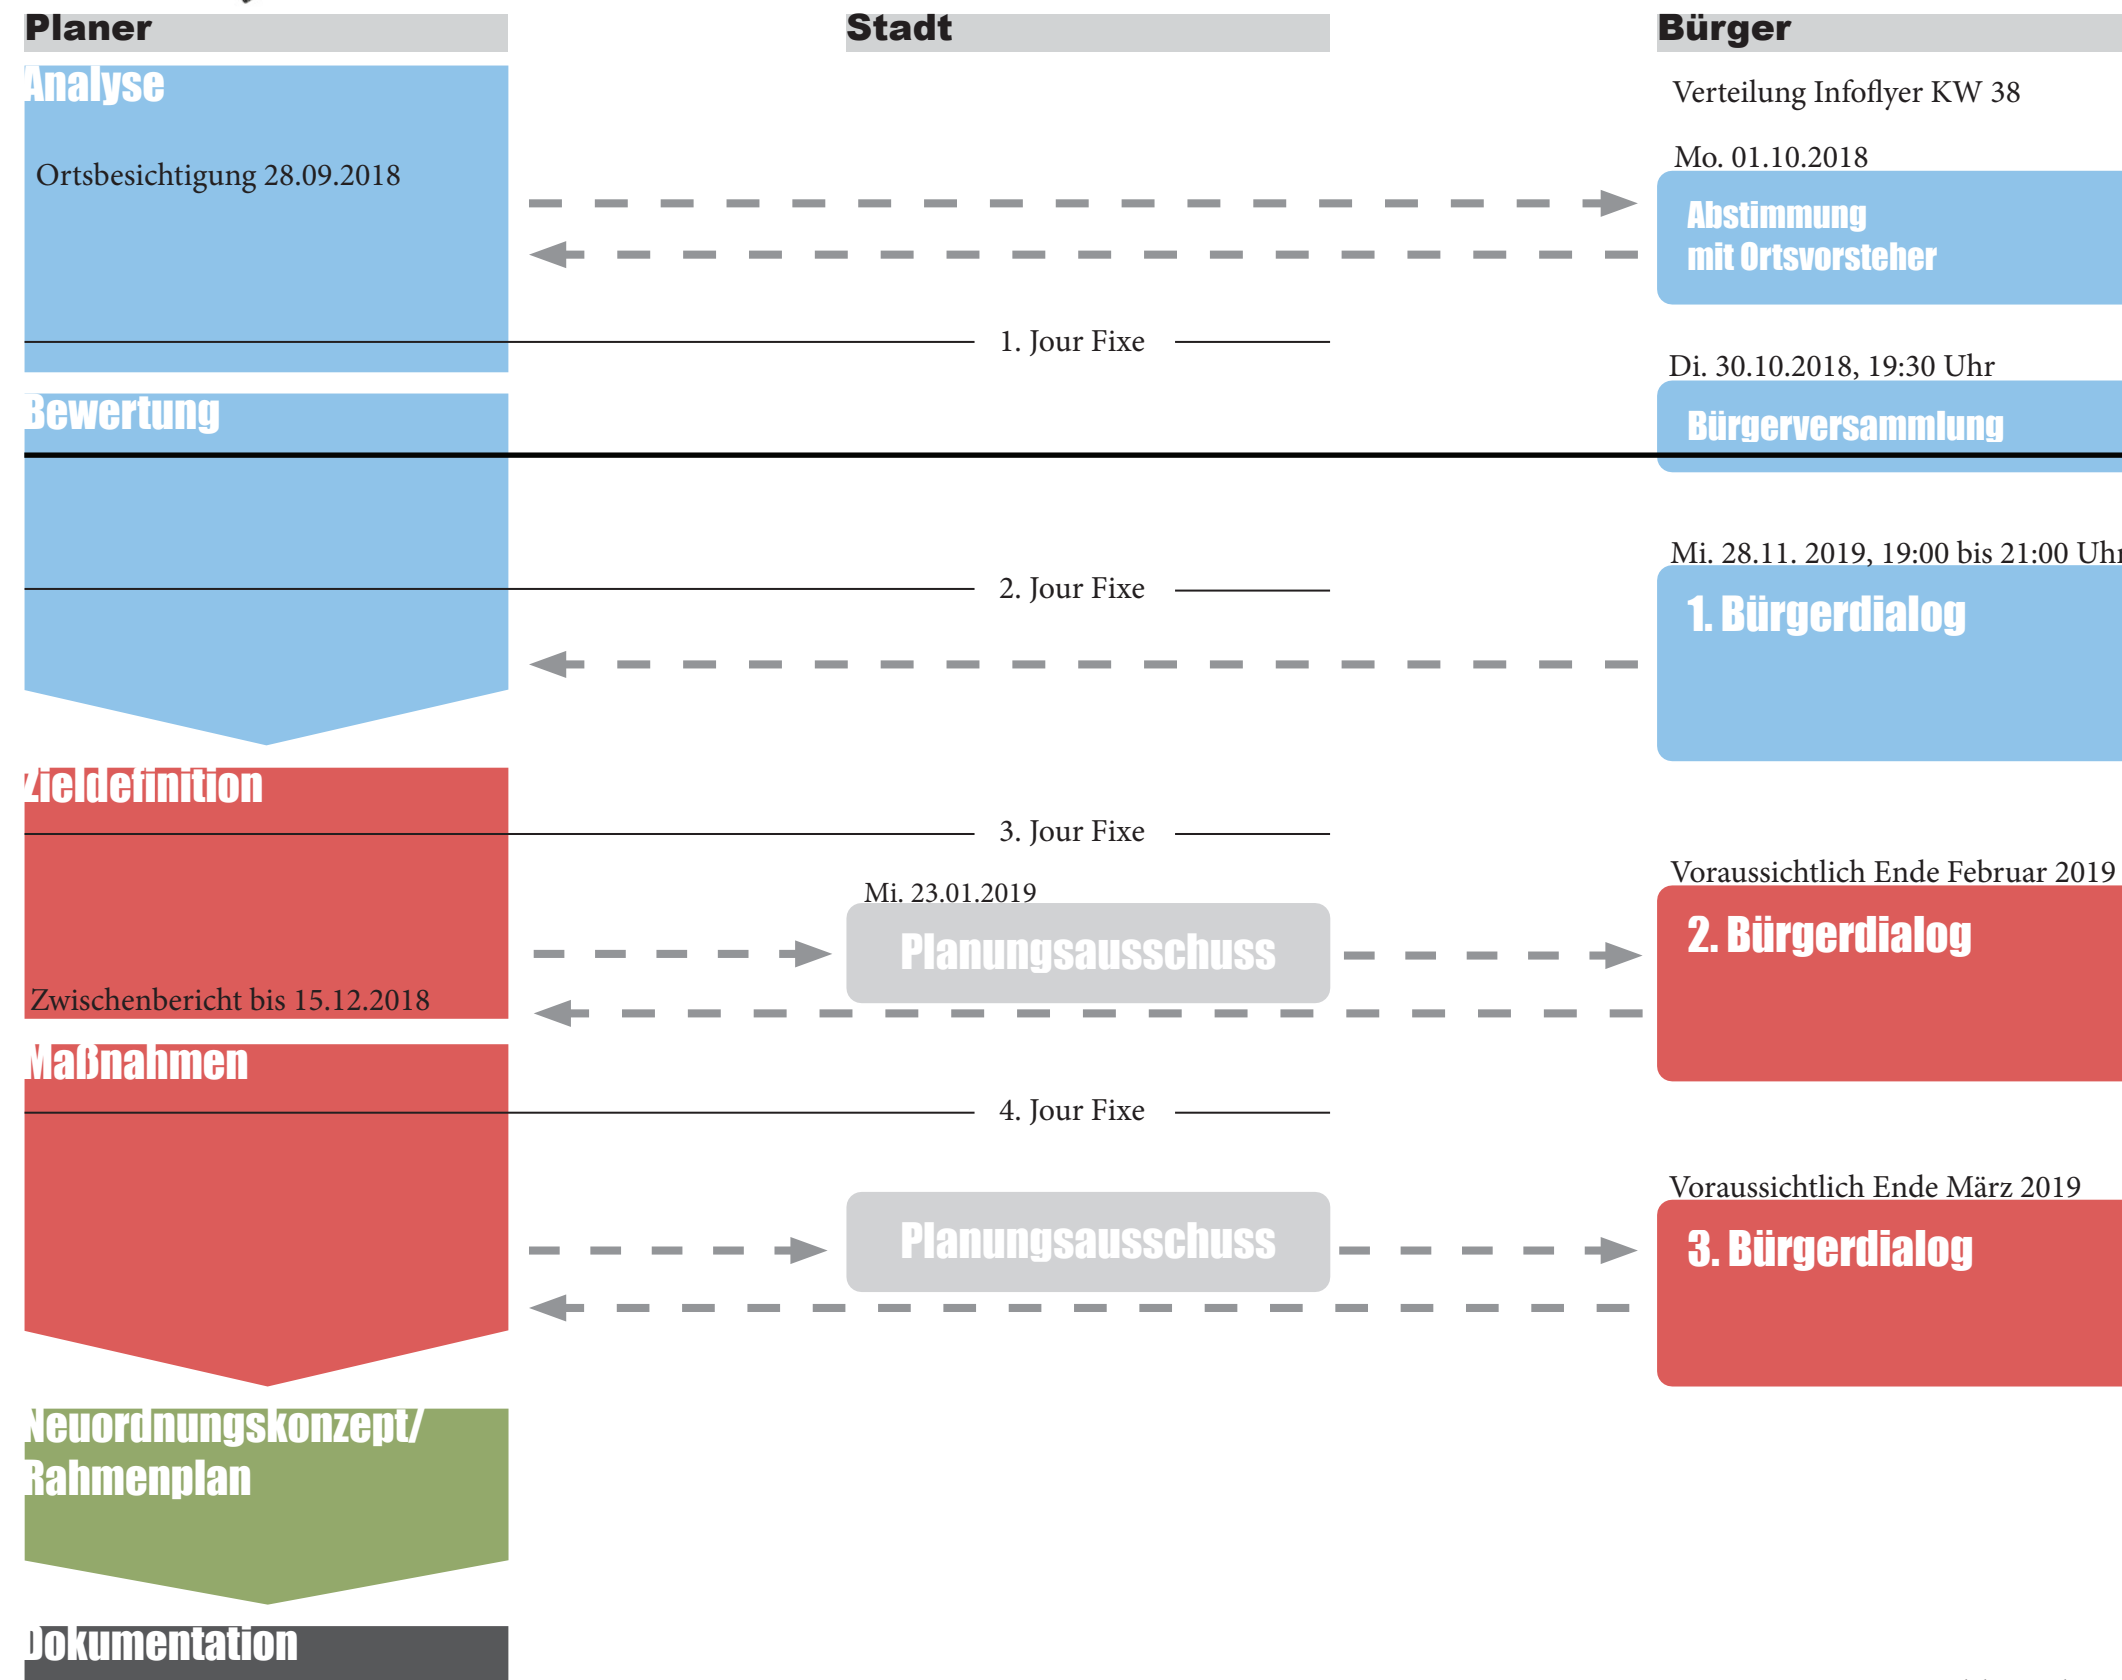 Planer
Stadt
Bürger
Analyse
Verteilung Infoflyer KW 38
Mo. 01.10.2018
Ortsbesichtigung 28.09.2018
Abstimmung
mit Ortsvorsteher
1. Jour Fixe
Di. 30.10.2018, 19:30 Uhr
Bewertung
Bürgerversammlung
Mi. 28.11. 2019, 19:00 bis 21:00 Uhr
2. Jour Fixe
1. Bürgerdialog
Zieldefinition
3. Jour Fixe
Voraussichtlich Ende Februar 2019
Mi. 23.01.2019
Planungsausschuss
2. Bürgerdialog
Zwischenbericht bis 15.12.2018
Maßnahmen
4. Jour Fixe
Voraussichtlich Ende März 2019
Planungsausschuss
3. Bürgerdialog
Neuordnungskonzept/
Rahmenplan
Dokumentation